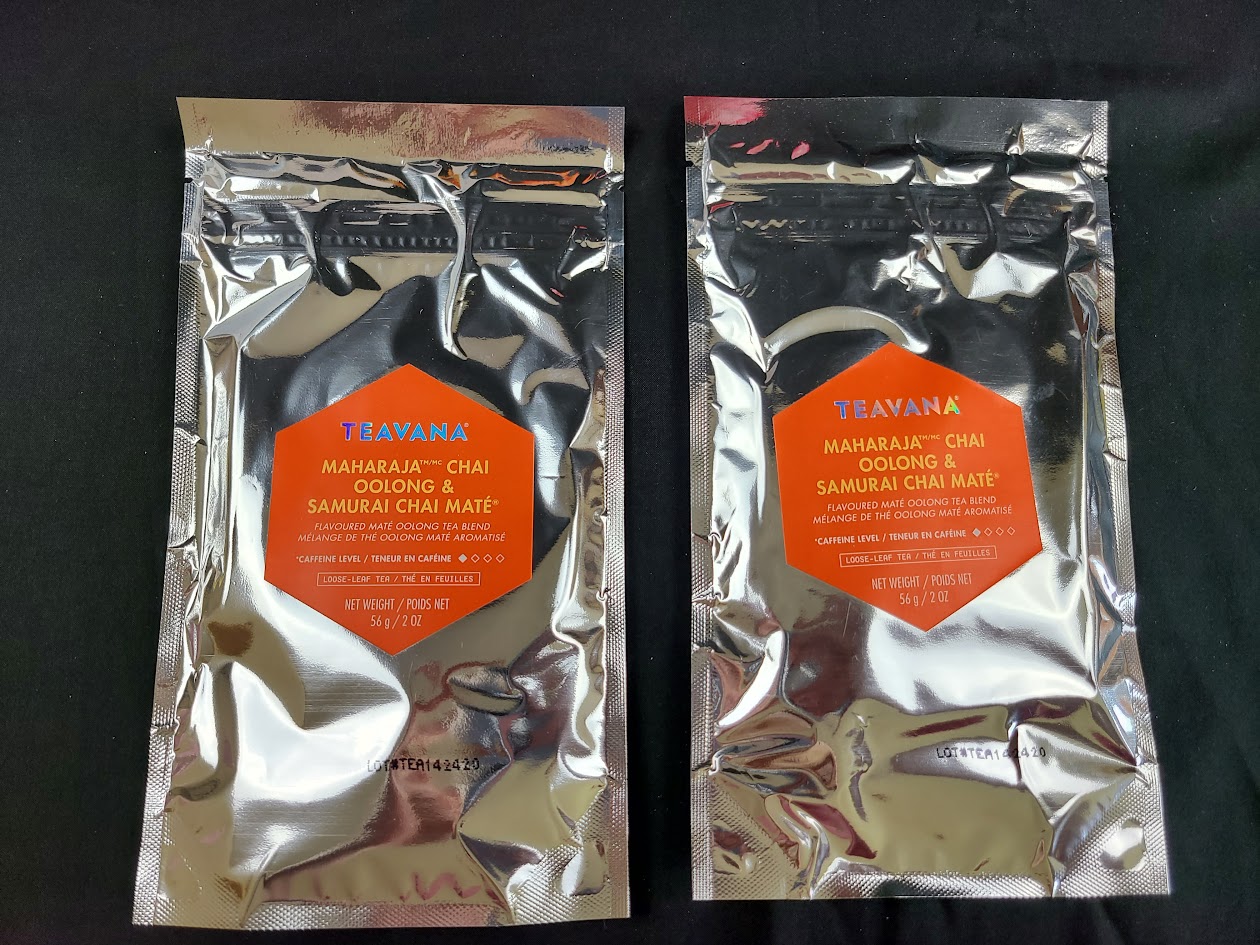 TEAVANA®
MAHARAJA™/MC CHAI
OOLONG &
SAMURAI CHAI MATÉ®
FLAVOURED MATÉ OOLONG TEA BLEND
MÉLANGE DE THÉ OOLONG MATÉ AROMATISÉ
*CAFFEINE LEVEL / TENEUR EN CAFÉINE
LOOSE-LEAF TEA / THÉ EN FEUILLES
NET WEIGHT / POIDS NET
56 g / 2 OZ
LOT#TEA142420
TEAVANA®
MAHARAJA™/MC CHAI
OOLONG &
SAMURAI CHAI MATÉ®
FLAVOURED MATÉ OOLONG TEA BLEND
MÉLANGE DE THÉ OOLONG MATÉ AROMATISÉ
*CAFFEINE LEVEL / TENEUR EN CAFÉINE
LOOSE-LEAF TEA / THÉ EN FEUILLES
NET WEIGHT / POIDS NET
56 g / 2 OZ
LOT#TEA142420